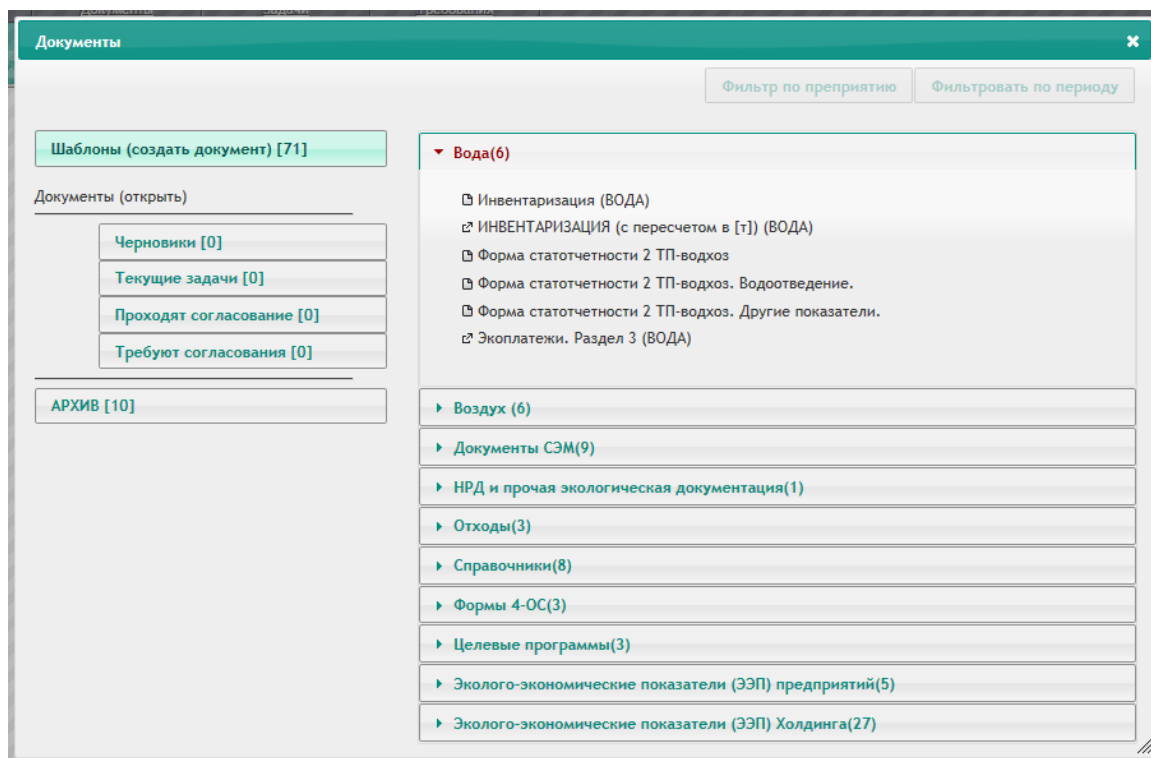 Документы Задачи Требования
Документы
Фильтр по преприятию Фильтровать по периоду
Шаблоны (создать документ) [71]
Документы (открыть)
Черновики [0]
Текущие задачи [0]
Проходят согласование [0]
Требуют согласования [0]
АРХИВ [10]
Вода(6)
Инвентаризация (ВОДА)
ИНВЕНТАРИЗАЦИЯ (с пересчетом в [т]) (ВОДА)
Форма статотчетности 2 ТП-водхоз
Форма статотчетности 2 ТП-водхоз. Водоотведение.
Форма статотчетности 2 ТП-водхоз. Другие показатели.
Экоплатежи. Раздел 3 (ВОДА)
Воздух (6)
Документы СЭМ(9)
НРД и прочая экологическая документация(1)
Отходы(3)
Справочники(8)
Формы 4-ОС(3)
Целевые программы(3)
Эколого-экономические показатели (ЭЭП) предприятий(5)
Эколого-экономические показатели (ЭЭП) Холдинга(27)